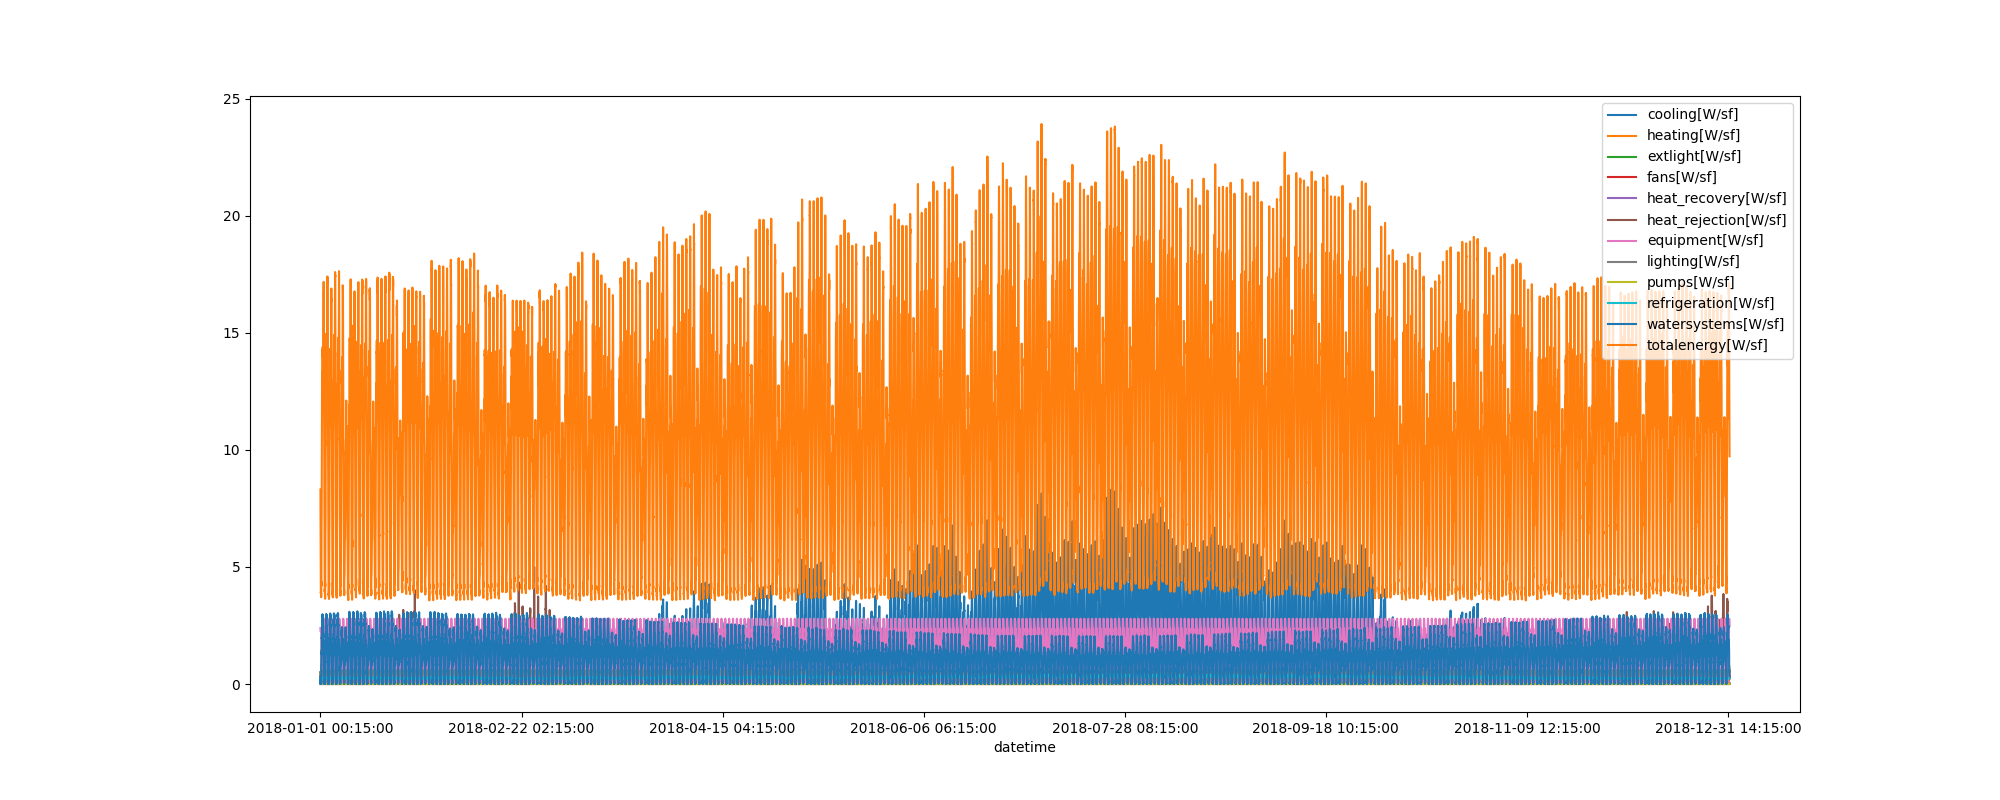 25
20
15
10
5
0
cooling[W/sf]
heating[W/sf]
extlight[W/sf]
fans[W/sf]
heat_recovery[W/sf]
heat_rejection[W/sf]
equipment[W/sf]
lighting[W/sf]
pumps[W/sf]
refrigeration[W/sf]
watersystems[W/sf]
totalenergy[W/sf]
2018-01-01 00:15:00 2018-02-22 02:15:00 2018-04-15 04:15:00 2018-06-06 06:15:00 2018-07-28 08:15:00 2018-09-18 10:15:00 2018-11-09 12:15:00 2018-12-31 14:15:00
datetime